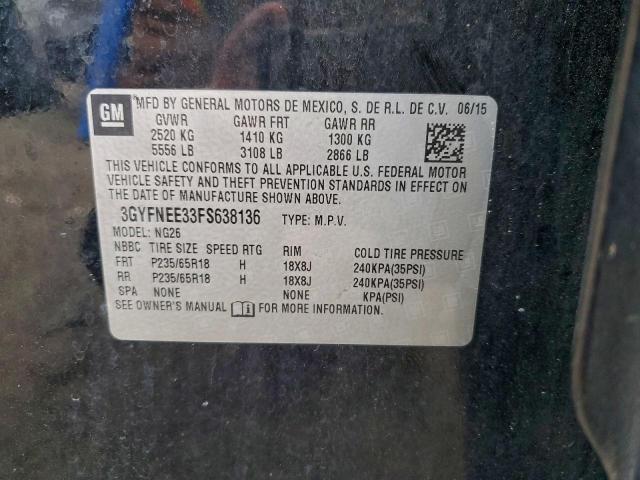 GM
MFD BY GENERAL MOTORS DE MEXICO, S. DE R.L. DE C.V. 06/15
GVWR GAWR FRT GAWR RR
2520 KG 1410 KG 1300 KG
5556 LB 3108 LB 2866 LB
THIS VEHICLE CONFORMS TO ALL APPLICABLE U.S. FEDERAL MOTOR
VEHICLE SAFETY AND THEFT PREVENTION STANDARDS IN EFFECT ON
THE DATE OF MANUFACTURE SHOWN ABOVE.
3GYFNEE33FS638136 TYPE: M.P.V.
MODEL: NG26
NBBC TIRE SIZE SPEED RTG RIM COLD TIRE PRESSURE
FRT P235/65R18 H 18X8J 240KPA(35PSI)
RR P235/65R18 H 18X8J 240KPA(35PSI)
SPA NONE NONE KPA(PSI)
SEE OWNER'S MANUAL FOR MORE INFORMATION.